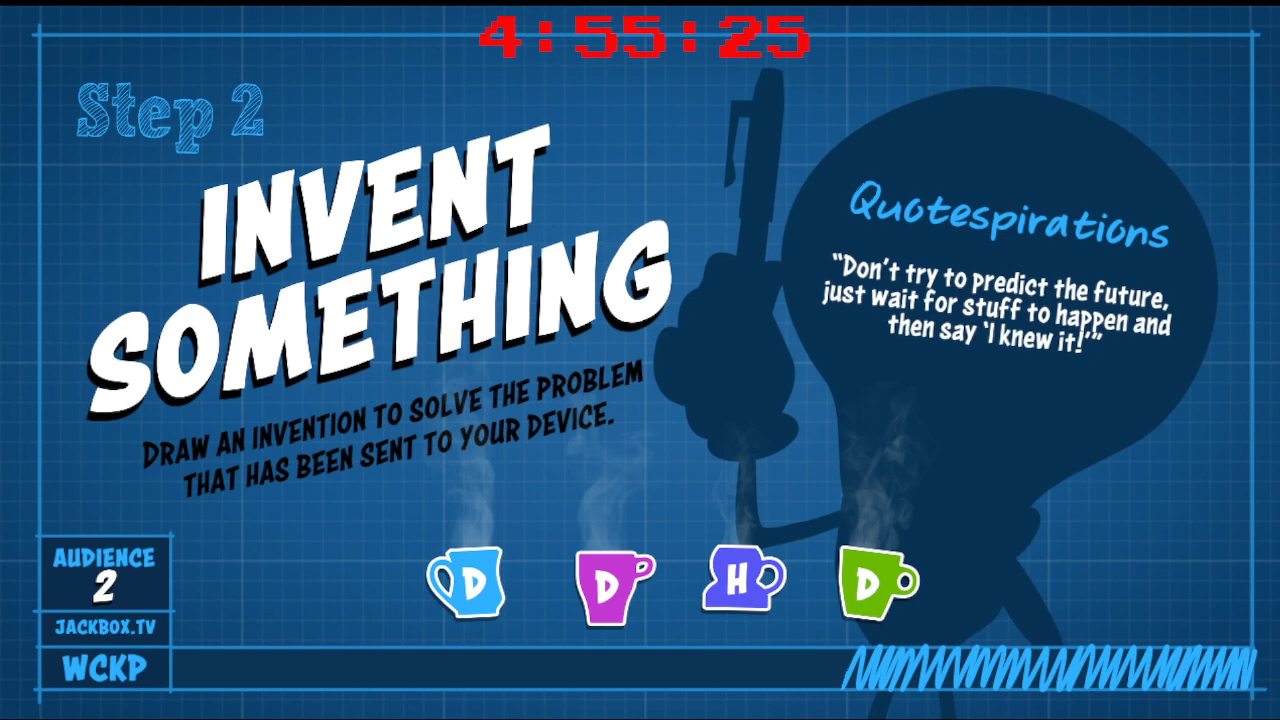 4:55:25
Step 2
INVENT
SOMETHING
DRAW AN INVENTION TO SOLVE THE PROBLEM
THAT HAS BEEN SENT TO YOUR DEVICE.
Quotespirations
“Don’t try to predict the future,
just wait for stuff to happen and
then say ‘I knew it!’”
D
D
H
D
AUDIENCE
2
JACKBOX.TV
WCKP